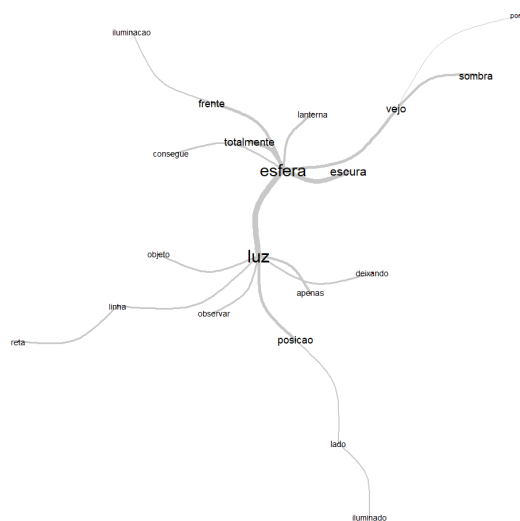 por
iluminacao
sombra
frente
vejo
lanterna
totalmente
consegue
esfera
escura
objeto
luz
deixando
apenas
linha
observar
reta
posicao
lado
iluminado